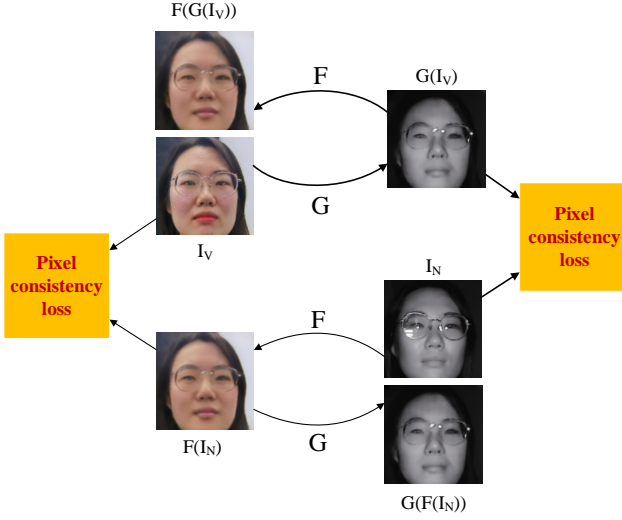 F(G(I_V))
F
G(I_V)
G
I_V
Pixel
consistency
loss
Pixel
consistency
loss
I_N
F
F(I_N)
G
G(F(I_N))